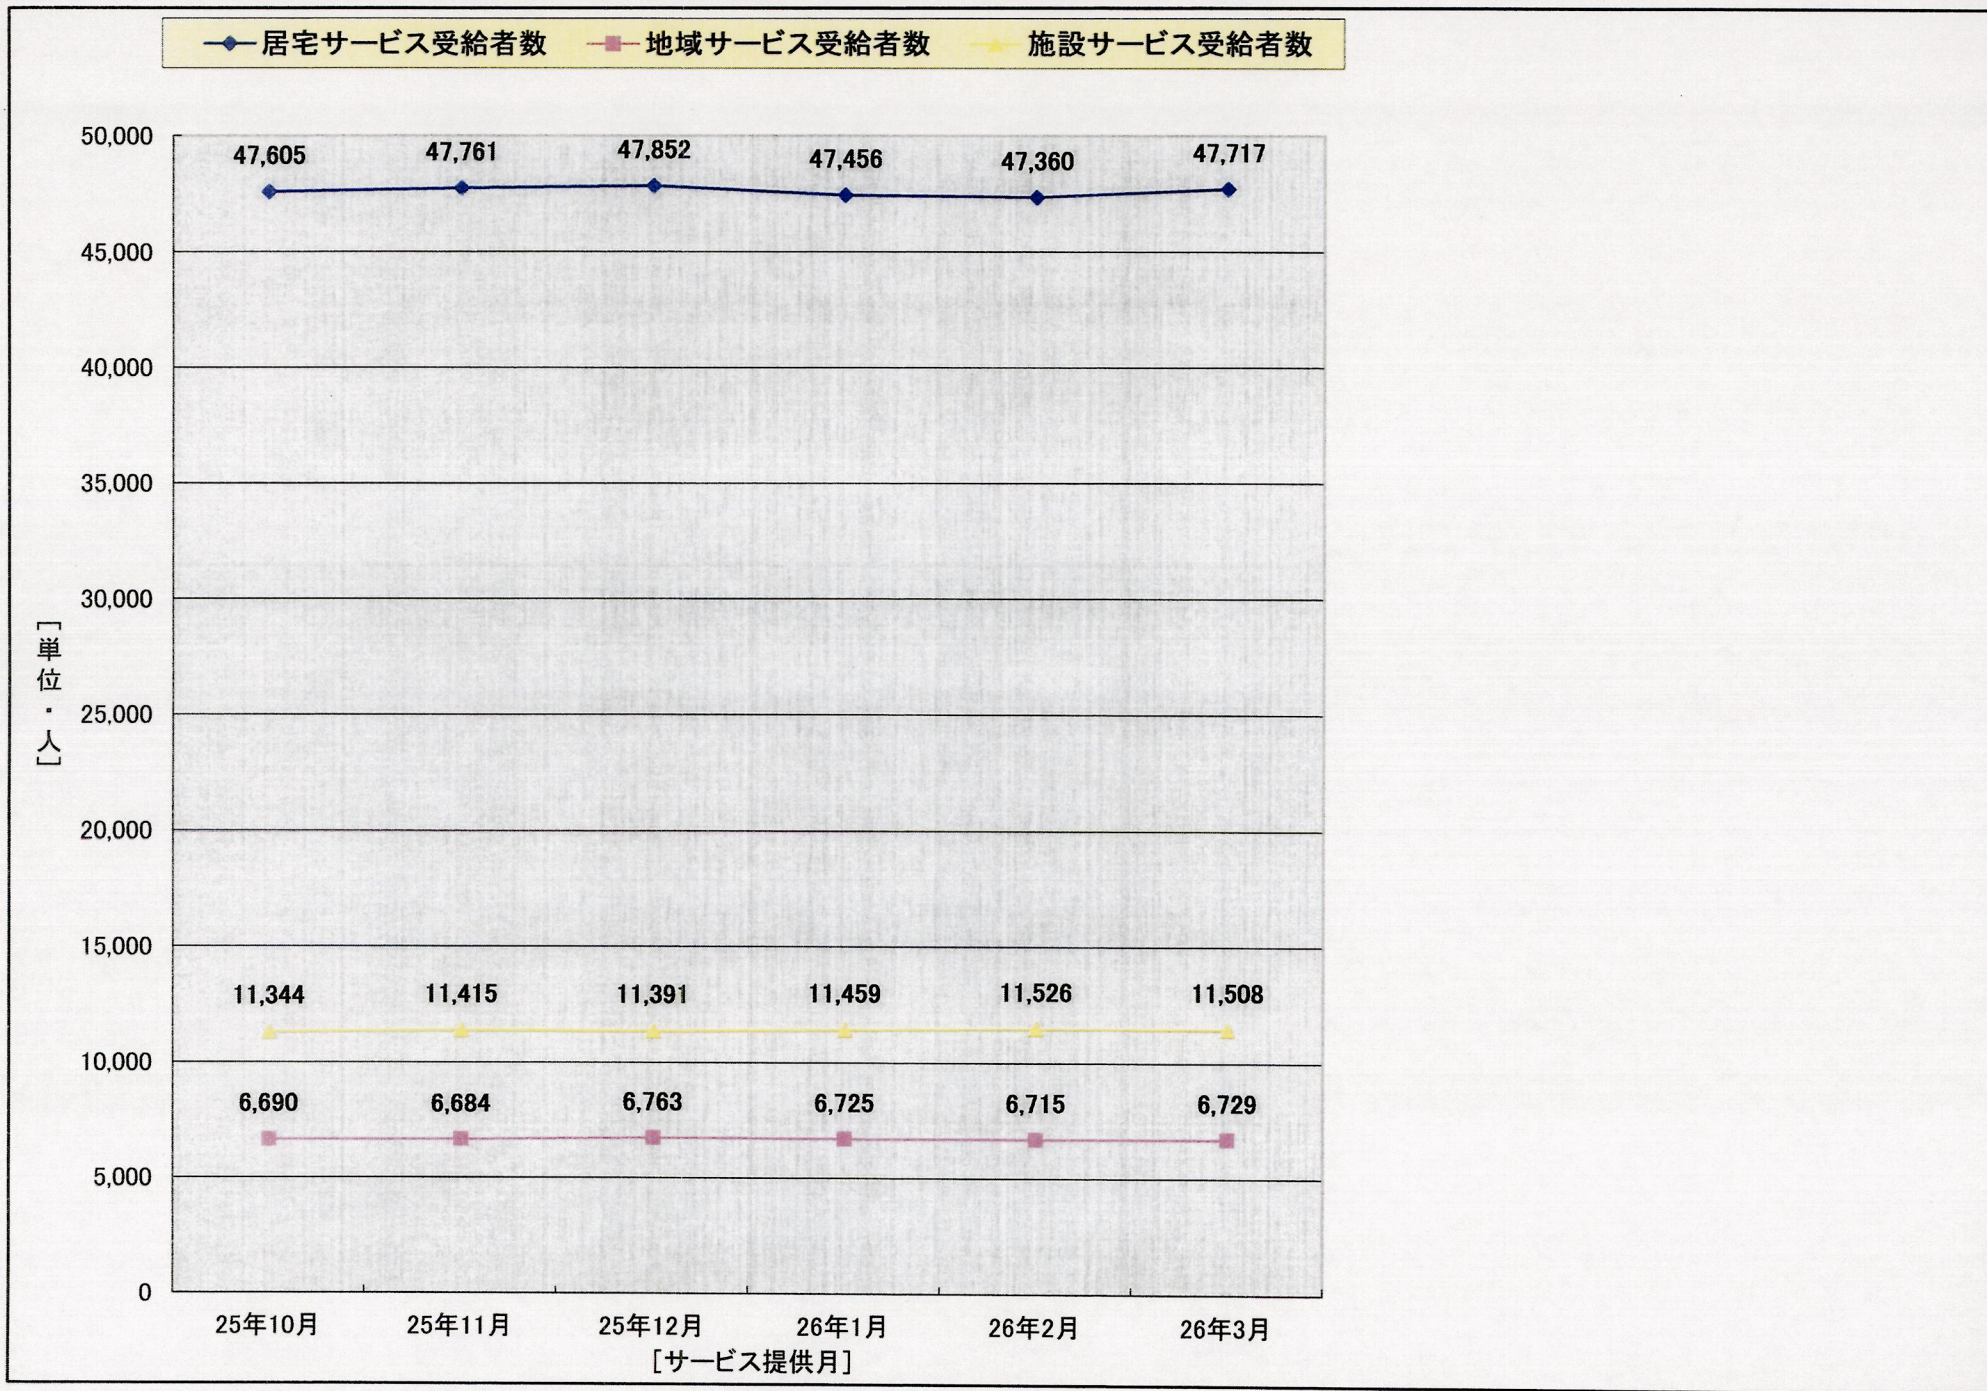 居宅サービス受給者数 地域サービス受給者数 施設サービス受給者数
50,000
47,605 47,761 47,852 47,456 47,360 47,717
45,000
40,000
35,000
30,000
[単位・人]
25,000
20,000
15,000
11,344 11,415 11,391 11,459 11,526 11,508
10,000
6,690 6,684 6,763 6,725 6,715 6,729
5,000
0
25年10月 25年11月 25年12月 26年1月 26年2月 26年3月
[サービス提供月]